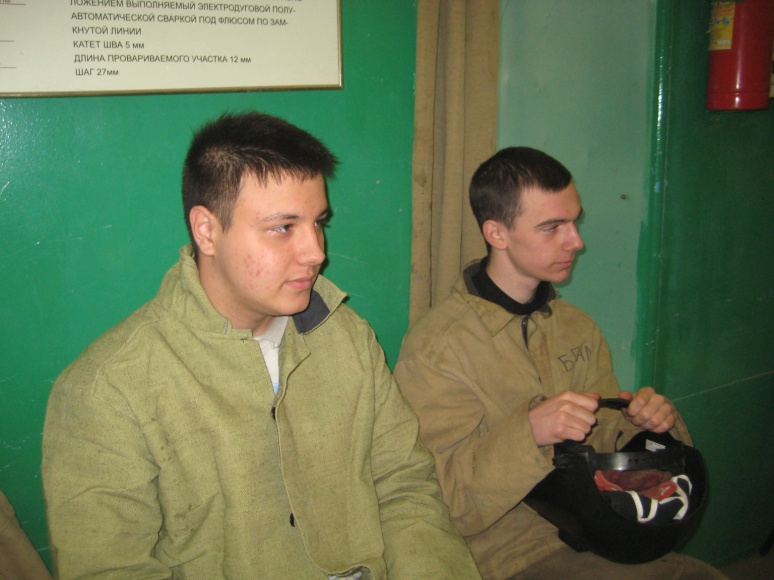 ЛОЖЕНИЕМ ВЫПОЛНЯЕМЫЙ ЭЛЕКТРОДУГОВОЙ ПОЛУ-
АВТОМАТИЧЕСКОЙ СВАРКОЙ ПОД ФЛЮСОМ ПО ЗАМ-
КНУТОЙ ЛИНИИ
КАТЕТ ШВА 5 мм
ДЛИНА ПРОВАРИВАЕМОГО УЧАСТКА 12 мм
ШАГ 27мм